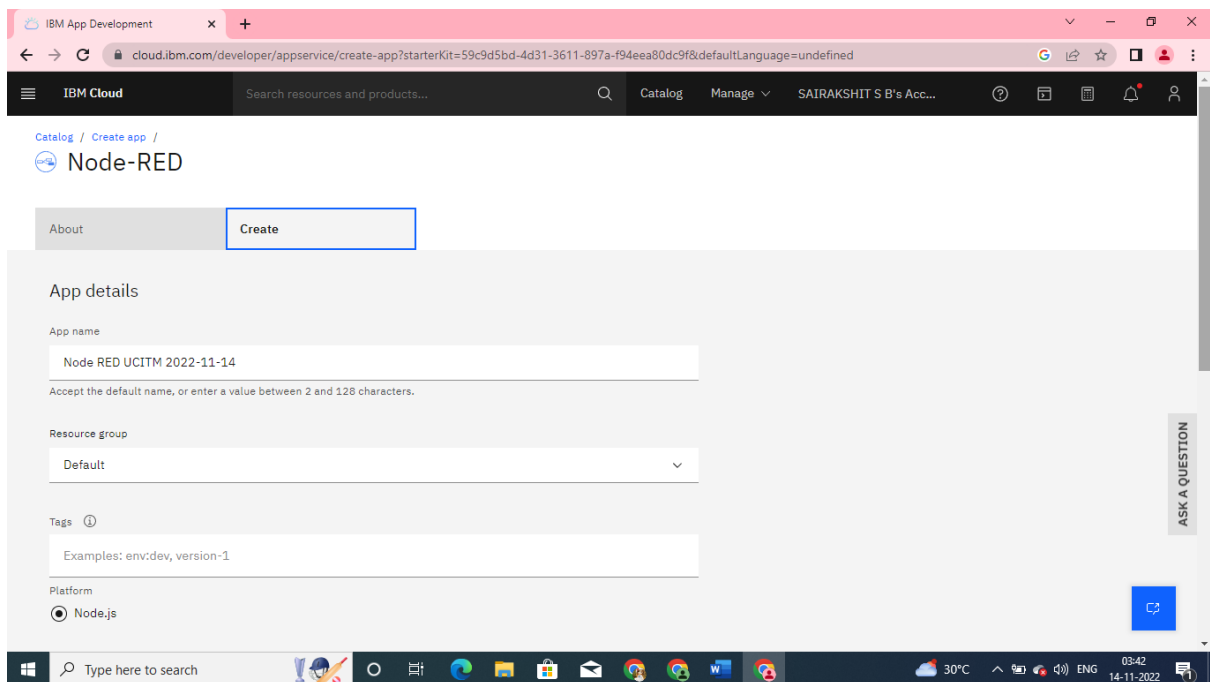 IBM App Development
cloud.ibm.com/developer/appservice/create-app?starterKit=59c9d5bd-4d31-3611-897a-f94eea80dc9f&defaultLanguage=undefined
IBM Cloud
Search resources and products...
Catalog
Manage
SAIRAKSHIT S B's Acc...
Catalog / Create app /
Node-RED
About
Create
App details
App name
Node RED UCITM 2022-11-14
Accept the default name, or enter a value between 2 and 128 characters.
Resource group
Default
Tags
Examples: env:dev, version-1
Platform
Node.js
ASK A QUESTION
Type here to search
30°C
ENG
03:42
14-11-2022